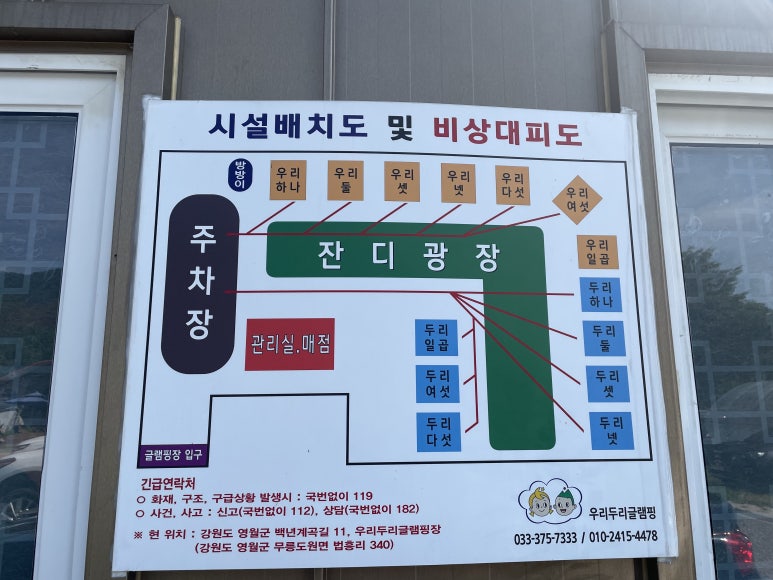 시설배치도 및 비상대피도
방방이
우리
하나
우리
둘
우리
셋
우리
넷
우리
다섯
우리
여섯
우리
일곱
주차장
잔디광장
두리
하나
두리
둘
두리
셋
두리
넷
두리
일곱
두리
여섯
두리
다섯
관리실.매점
글램핑장 입구
긴급연락처
○ 화재, 구조, 구급상황 발생시 : 국번없이 119
○ 사건, 사고 : 신고(국번없이 112), 상담(국번없이 182)
※ 현 위치 : 강원도 영월군 백년계곡길 11, 우리두리글램핑장
(강원도 영월군 무릉도원면 법흥리 340)
우리두리글램핑
033-375-7333 / 010-2415-4478